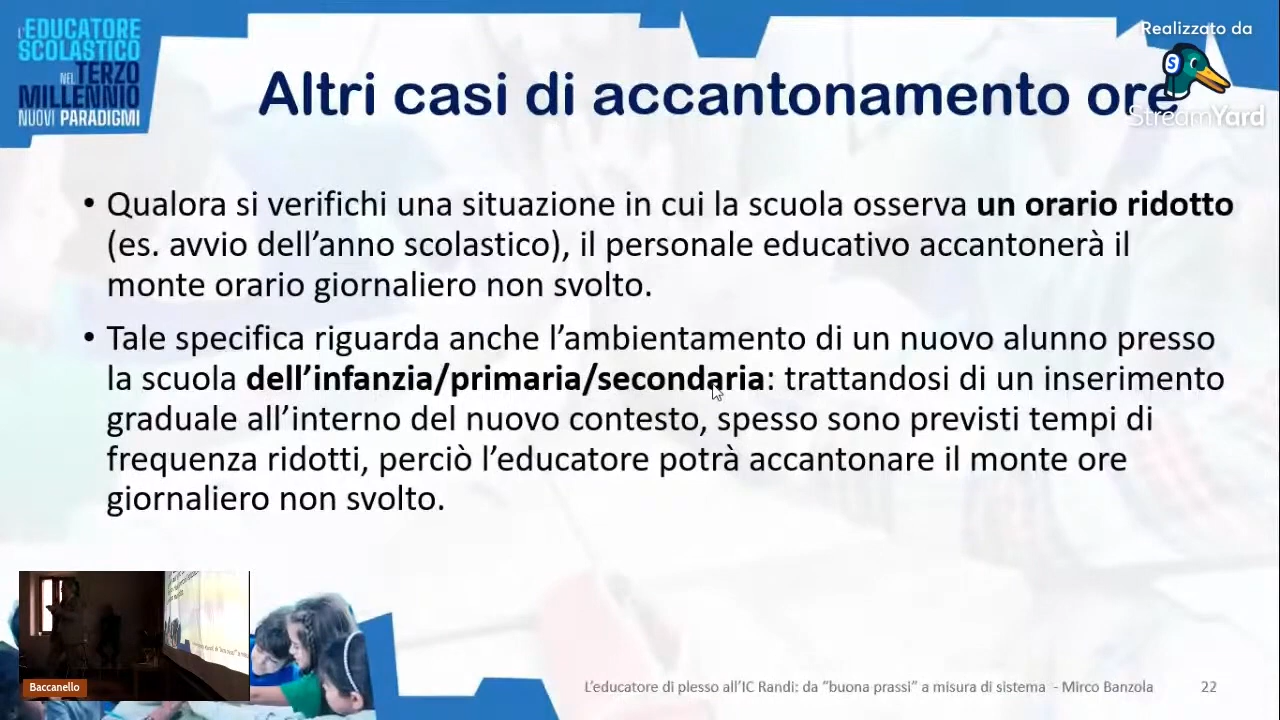 L'EDUCATORE
SCOLASTICO
NEL TERZO
MILLENNIO
NUOVI PARADIGMI
Realizzato da
StreamYard
Altri casi di accantonamento ore
• Qualora si verifichi una situazione in cui la scuola osserva un orario ridotto
(es. avvio dell’anno scolastico), il personale educativo accantonerà il
monte orario giornaliero non svolto.
• Tale specifica riguarda anche l’ambientamento di un nuovo alunno presso
la scuola dell’infanzia/primaria/secondaria: trattandosi di un inserimento
graduale all’interno del nuovo contesto, spesso sono previsti tempi di
frequenza ridotti, perciò l’educatore potrà accantonare il monte ore
giornaliero non svolto.
Baccanello
L’educatore di plesso all’IC Randi: da “buona prassi” a misura di sistema - Mirco Banzola
22